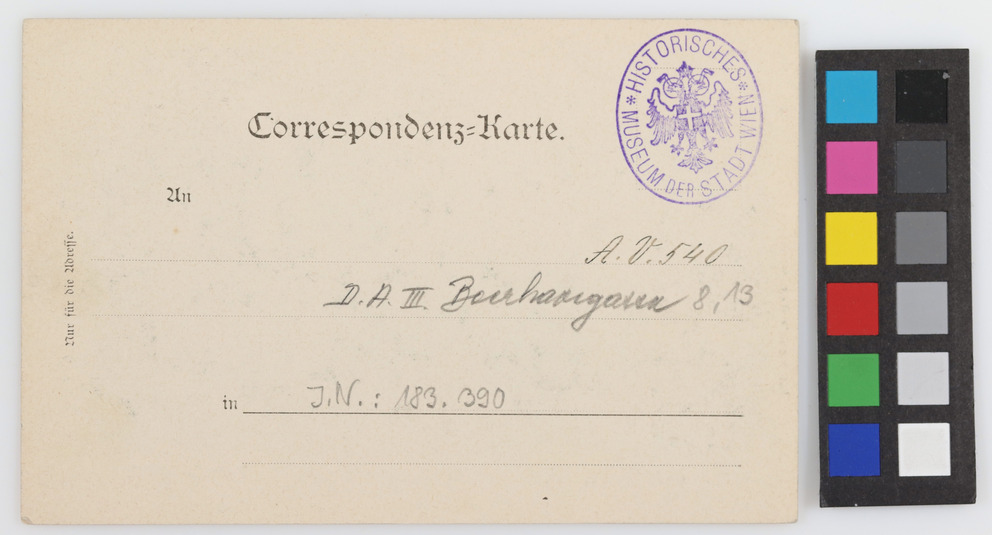 Correspondenz-Karte.
* HISTORISCHES * MUSEUM DER STADT WIEN
An
Nur für die Adresse.
A.V.540
D.A. III. Boerhavegasse 8, 13
in J.N.: 183.390